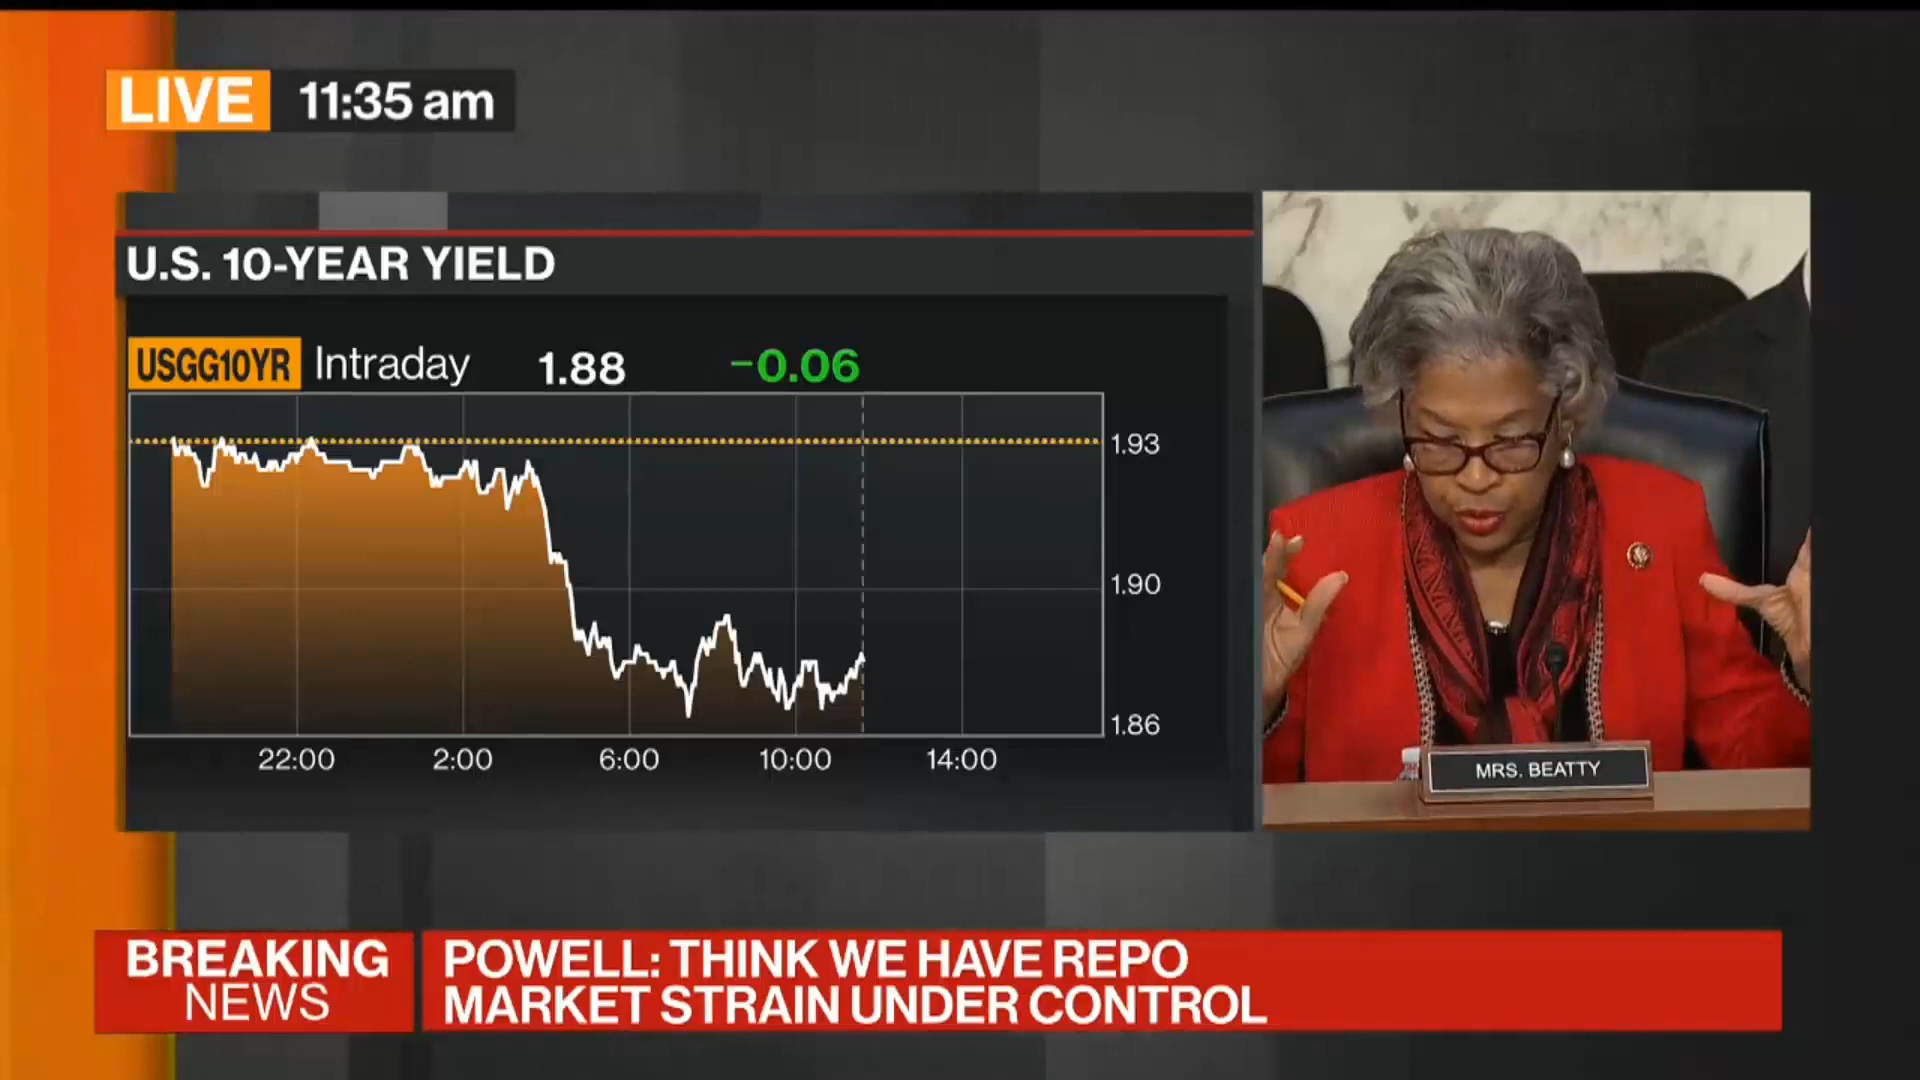 LIVE 11:35 am
U.S. 10-YEAR YIELD
USGG10YR Intraday 1.88 -0.06
1.93
1.90
1.86
22:00 2:00 6:00 10:00 14:00
MRS. BEATTY
BREAKING
NEWS
POWELL: THINK WE HAVE REPO
MARKET STRAIN UNDER CONTROL